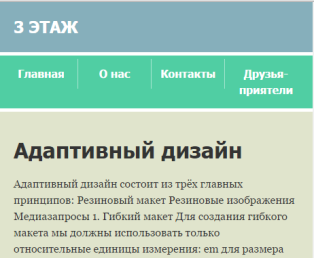 3 ЭТАЖ
Главная О нас Контакты Друзья-
приятели
Адаптивный дизайн
Адаптивный дизайн состоит из трёх главных
принципов: Резиновый макет Резиновые изображения
Медиазапросы 1. Гибкий макет Для создания гибкого
макета мы должны использовать только
относительные единицы измерения: em для размера